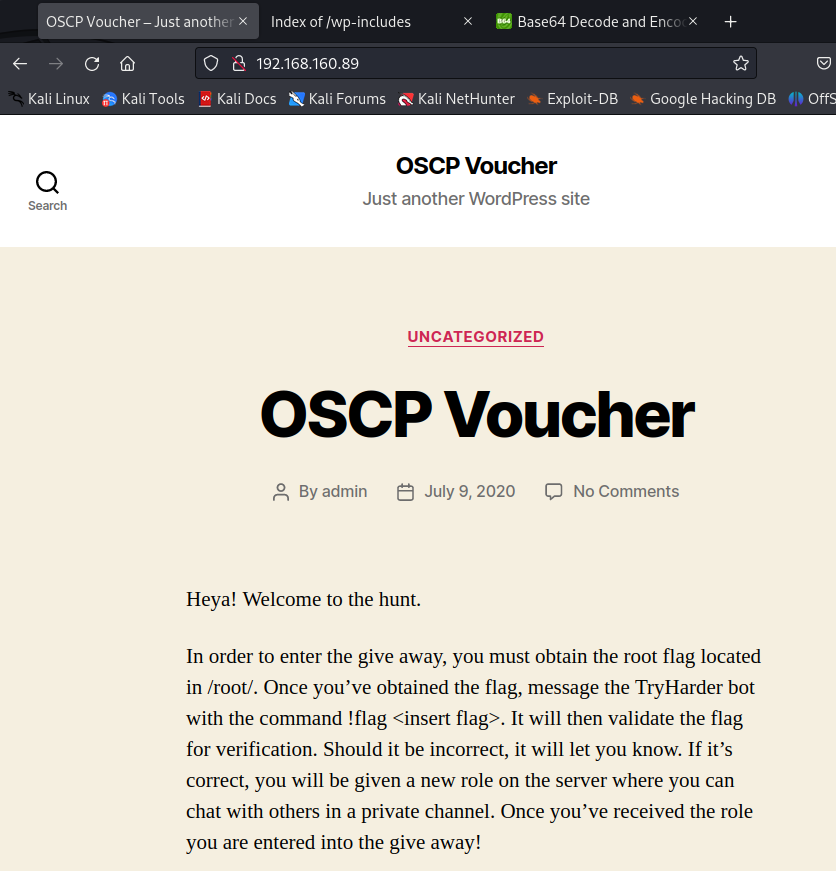 OSCP Voucher – Just another
Index of /wp-includes
Base64 Decode and Enco
192.168.160.89
Kali Linux Kali Tools Kali Docs Kali Forums Kali NetHunter Exploit-DB Google Hacking DB OffS
OSCP Voucher
Just another WordPress site
Search
UNCATEGORIZED
OSCP Voucher
By admin July 9, 2020 No Comments
Heya! Welcome to the hunt.
In order to enter the give away, you must obtain the root flag located
in /root/. Once you’ve obtained the flag, message the TryHarder bot
with the command !flag <insert flag>. It will then validate the flag
for verification. Should it be incorrect, it will let you know. If it’s
correct, you will be given a new role on the server where you can
chat with others in a private channel. Once you’ve received the role
you are entered into the give away!